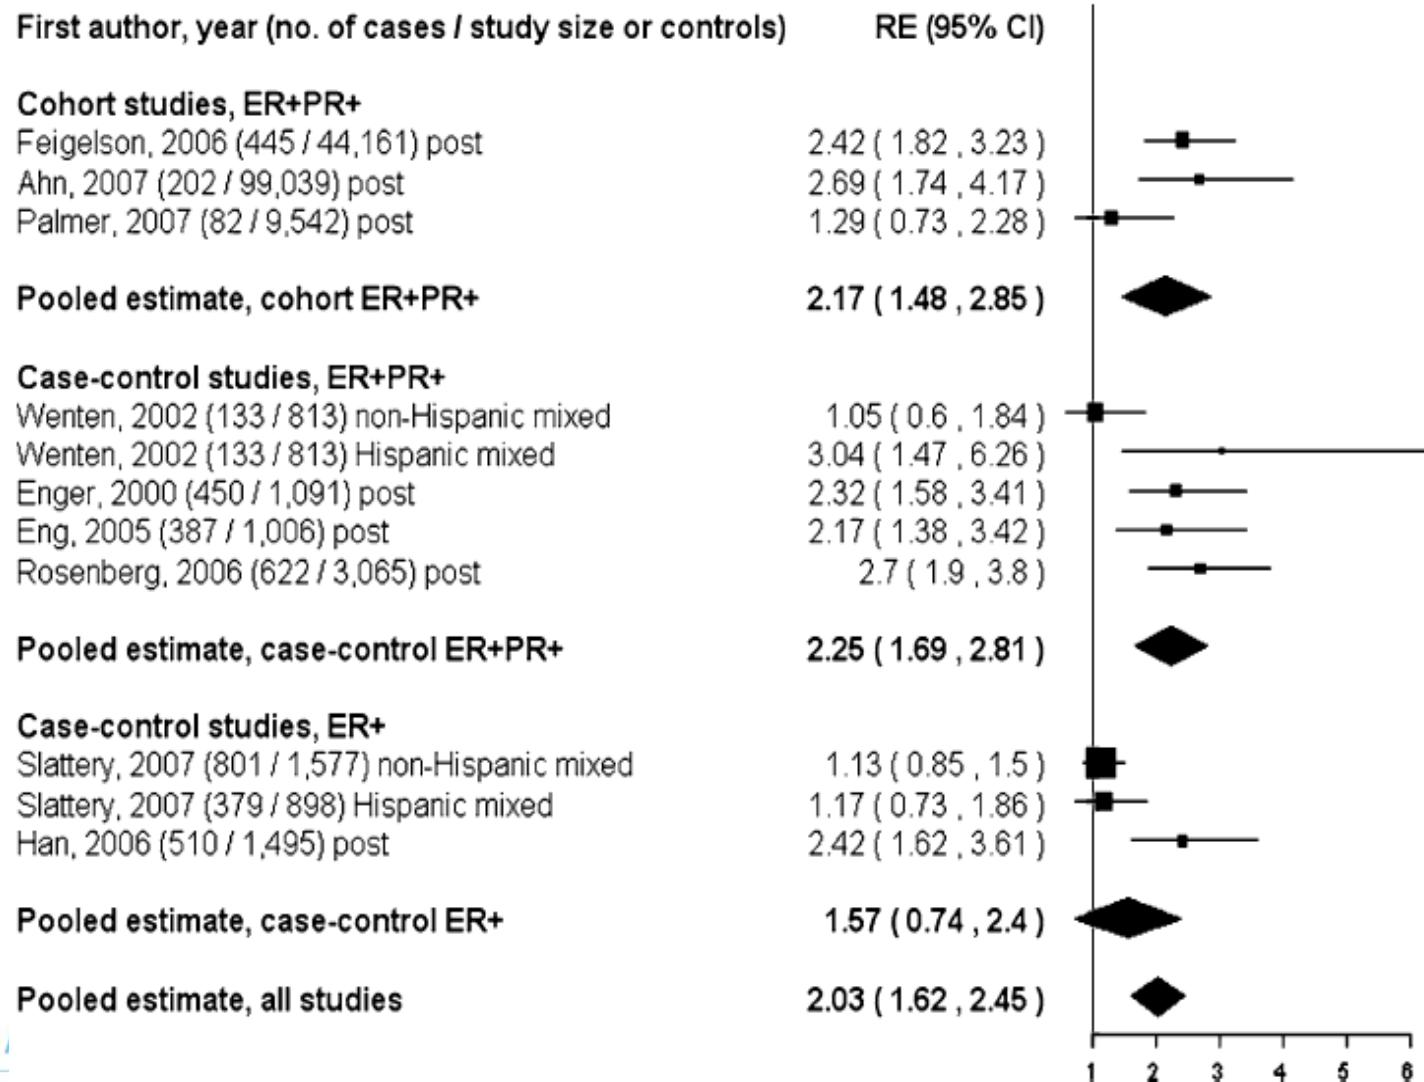 First author, year (no. of cases / study size or controls) RE (95% CI)
Cohort studies, ER+PR+
Feigelson, 2006 (445 / 44,161) post 2.42 ( 1.82 , 3.23 )
Ahn, 2007 (202 / 99,039) post 2.69 ( 1.74 , 4.17 )
Palmer, 2007 (82 / 9,542) post 1.29 ( 0.73 , 2.28 )
Pooled estimate, cohort ER+PR+ 2.17 ( 1.48 , 2.85 )
Case-control studies, ER+PR+
Wenten, 2002 (133 / 813) non-Hispanic mixed 1.05 ( 0.6 , 1.84 )
Wenten, 2002 (133 / 813) Hispanic mixed 3.04 ( 1.47 , 6.26 )
Enger, 2000 (450 / 1,091) post 2.32 ( 1.58 , 3.41 )
Eng, 2005 (387 / 1,006) post 2.17 ( 1.38 , 3.42 )
Rosenberg, 2006 (622 / 3,065) post 2.7 ( 1.9 , 3.8 )
Pooled estimate, case-control ER+PR+ 2.25 ( 1.69 , 2.81 )
Case-control studies, ER+
Slattery, 2007 (801 / 1,577) non-Hispanic mixed 1.13 ( 0.85 , 1.5 )
Slattery, 2007 (379 / 898) Hispanic mixed 1.17 ( 0.73 , 1.86 )
Han, 2006 (510 / 1,495) post 2.42 ( 1.62 , 3.61 )
Pooled estimate, case-control ER+ 1.57 ( 0.74 , 2.4 )
Pooled estimate, all studies 2.03 ( 1.62 , 2.45 )
1 2 3 4 5 6